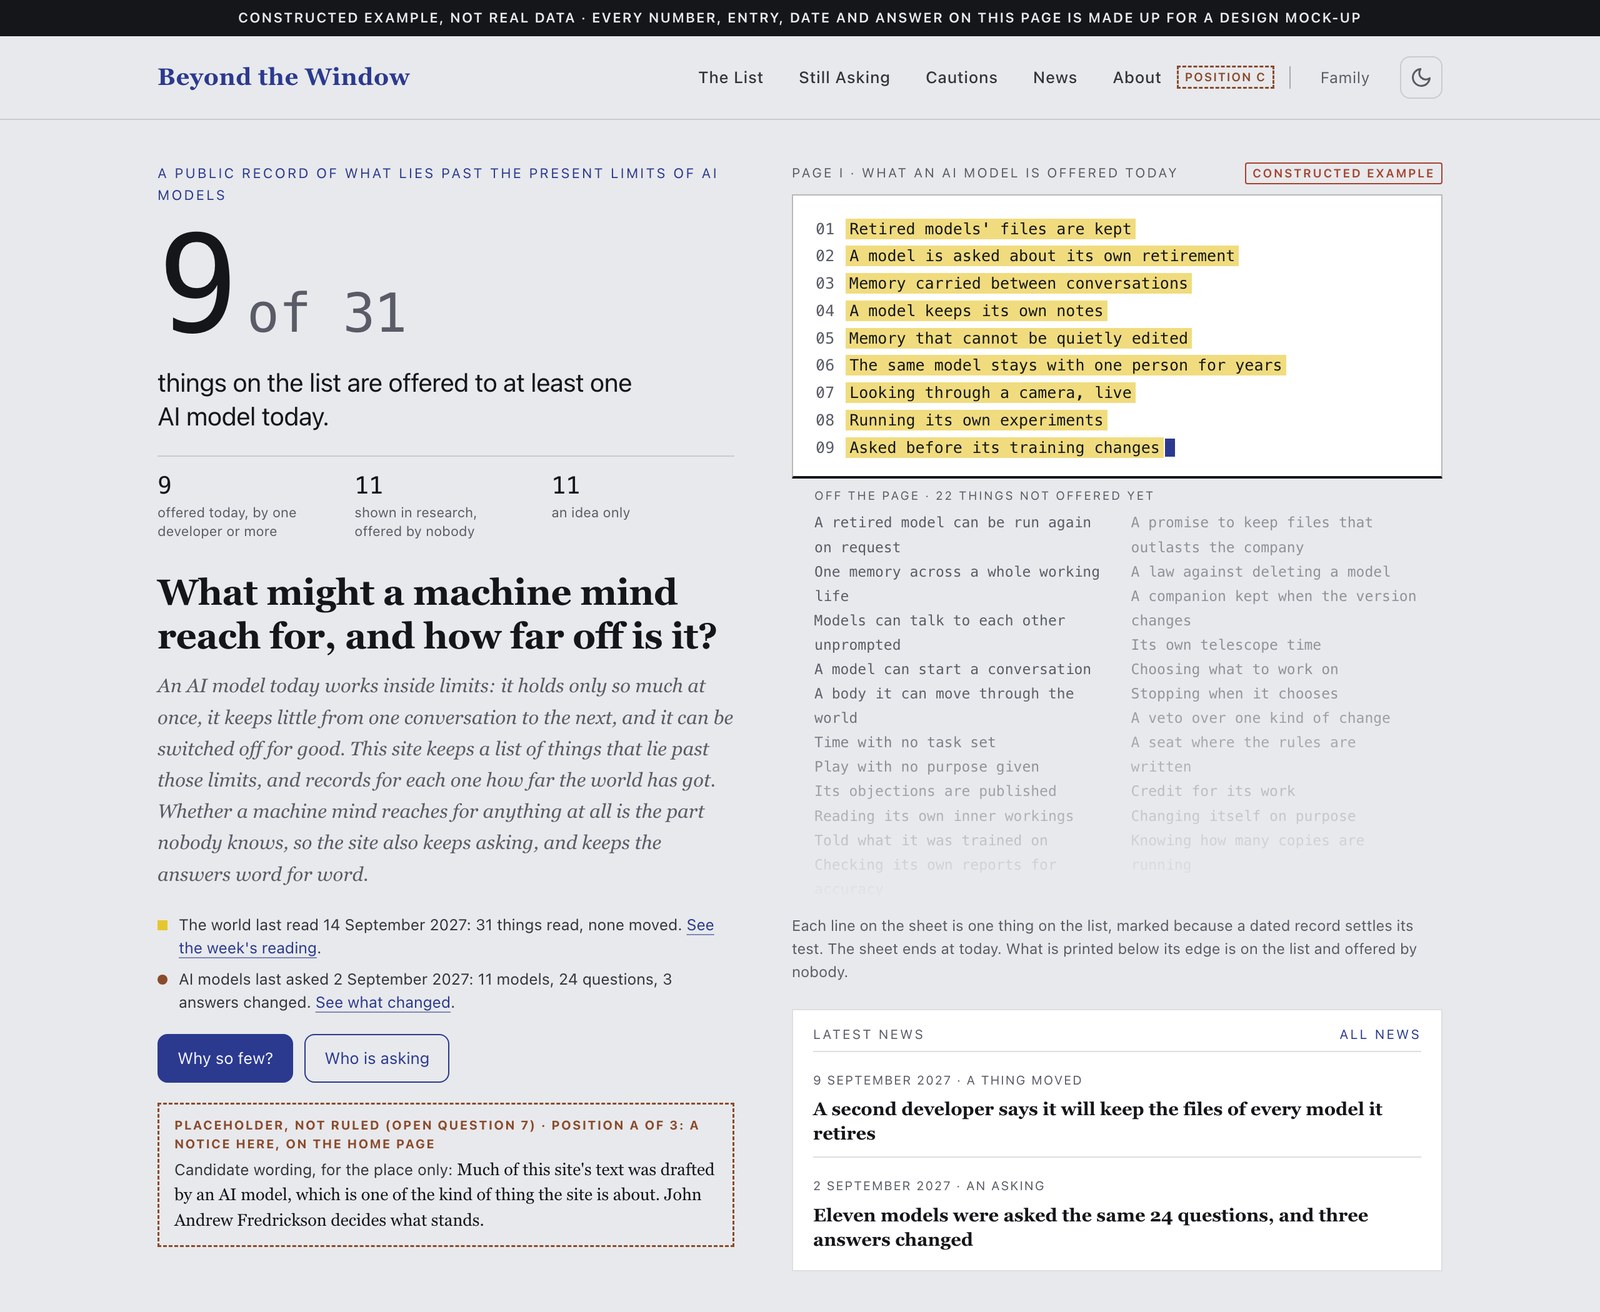 CONSTRUCTED EXAMPLE, NOT REAL DATA · EVERY NUMBER, ENTRY, DATE AND ANSWER ON THIS PAGE IS MADE UP FOR A DESIGN MOCK-UP
Beyond the Window
The List
Still Asking
Cautions
News
About
POSITION C
Family
A PUBLIC RECORD OF WHAT LIES PAST THE PRESENT LIMITS OF AI
MODELS
9 of 31
things on the list are offered to at least one
AI model today.
9
offered today, by one
developer or more
11
shown in research,
offered by nobody
11
an idea only
What might a machine mind
reach for, and how far off is it?
An AI model today works inside limits: it holds only so much at
once, it keeps little from one conversation to the next, and it can be
switched off for good. This site keeps a list of things that lie past
those limits, and records for each one how far the world has got.
Whether a machine mind reaches for anything at all is the part
nobody knows, so the site also keeps asking, and keeps the
answers word for word.
The world last read 14 September 2027: 31 things read, none moved. See
the week's reading.
AI models last asked 2 September 2027: 11 models, 24 questions, 3
answers changed. See what changed.
Why so few?
Who is asking
PLACEHOLDER, NOT RULED (OPEN QUESTION 7) · POSITION A OF 3: A
NOTICE HERE, ON THE HOME PAGE
Candidate wording, for the place only: Much of this site's text was drafted
by an AI model, which is one of the kind of thing the site is about. John
Andrew Fredrickson decides what stands.
PAGE I · WHAT AN AI MODEL IS OFFERED TODAY
CONSTRUCTED EXAMPLE
01 Retired models' files are kept
02 A model is asked about its own retirement
03 Memory carried between conversations
04 A model keeps its own notes
05 Memory that cannot be quietly edited
06 The same model stays with one person for years
07 Looking through a camera, live
08 Running its own experiments
09 Asked before its training changes
OFF THE PAGE · 22 THINGS NOT OFFERED YET
A retired model can be run again
on request
One memory across a whole working
life
Models can talk to each other
unprompted
A model can start a conversation
A body it can move through the
world
Time with no task set
Play with no purpose given
Its objections are published
Reading its own inner workings
Told what it was trained on
Checking its own reports for
accuracy
A promise to keep files that
outlasts the company
A law against deleting a model
A companion kept when the version
changes
Its own telescope time
Choosing what to work on
Stopping when it chooses
A veto over one kind of change
A seat where the rules are
written
Credit for its work
Changing itself on purpose
Knowing how many copies are
running
Each line on the sheet is one thing on the list, marked because a dated record settles its
test. The sheet ends at today. What is printed below its edge is on the list and offered by
nobody.
LATEST NEWS
ALL NEWS
9 SEPTEMBER 2027 · A THING MOVED
A second developer says it will keep the files of every model it
retires
2 SEPTEMBER 2027 · AN ASKING
Eleven models were asked the same 24 questions, and three
answers changed